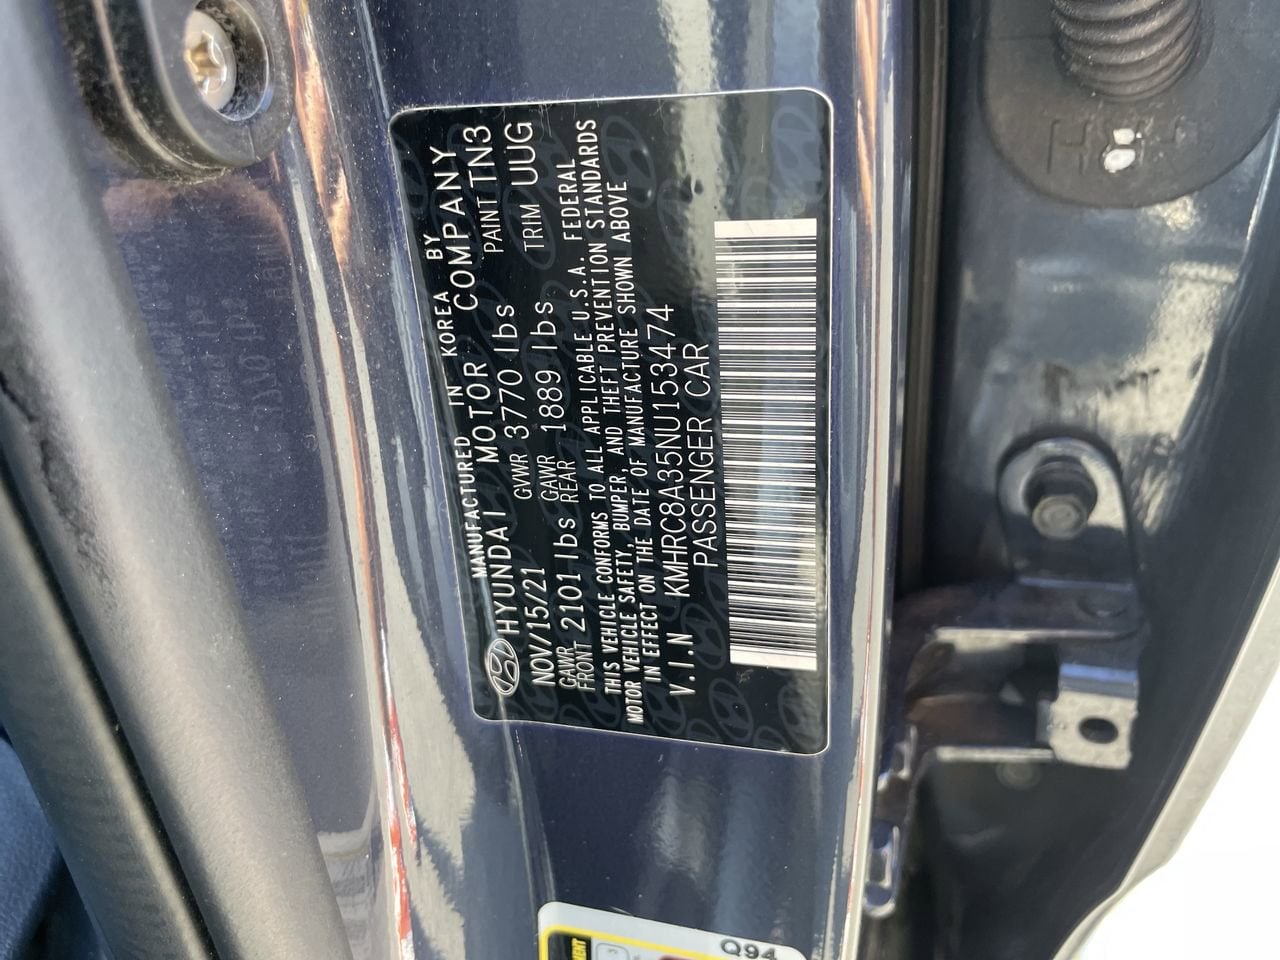 MANUFACTURED IN KOREA BY
HYUNDAI MOTOR COMPANY
NOV/15/21 GVWR 3770 lbs PAINT TN3
GAWR FRONT 2101 lbs GAWR REAR 1889 lbs TRIM UUG
THIS VEHICLE CONFORMS TO ALL APPLICABLE U.S.A. FEDERAL
MOTOR VEHICLE SAFETY, BUMPER, AND THEFT PREVENTION STANDARDS
IN EFFECT ON THE DATE OF MANUFACTURE SHOWN ABOVE
V.I.N KMHRC8A35NU153474
PASSENGER CAR
Q94